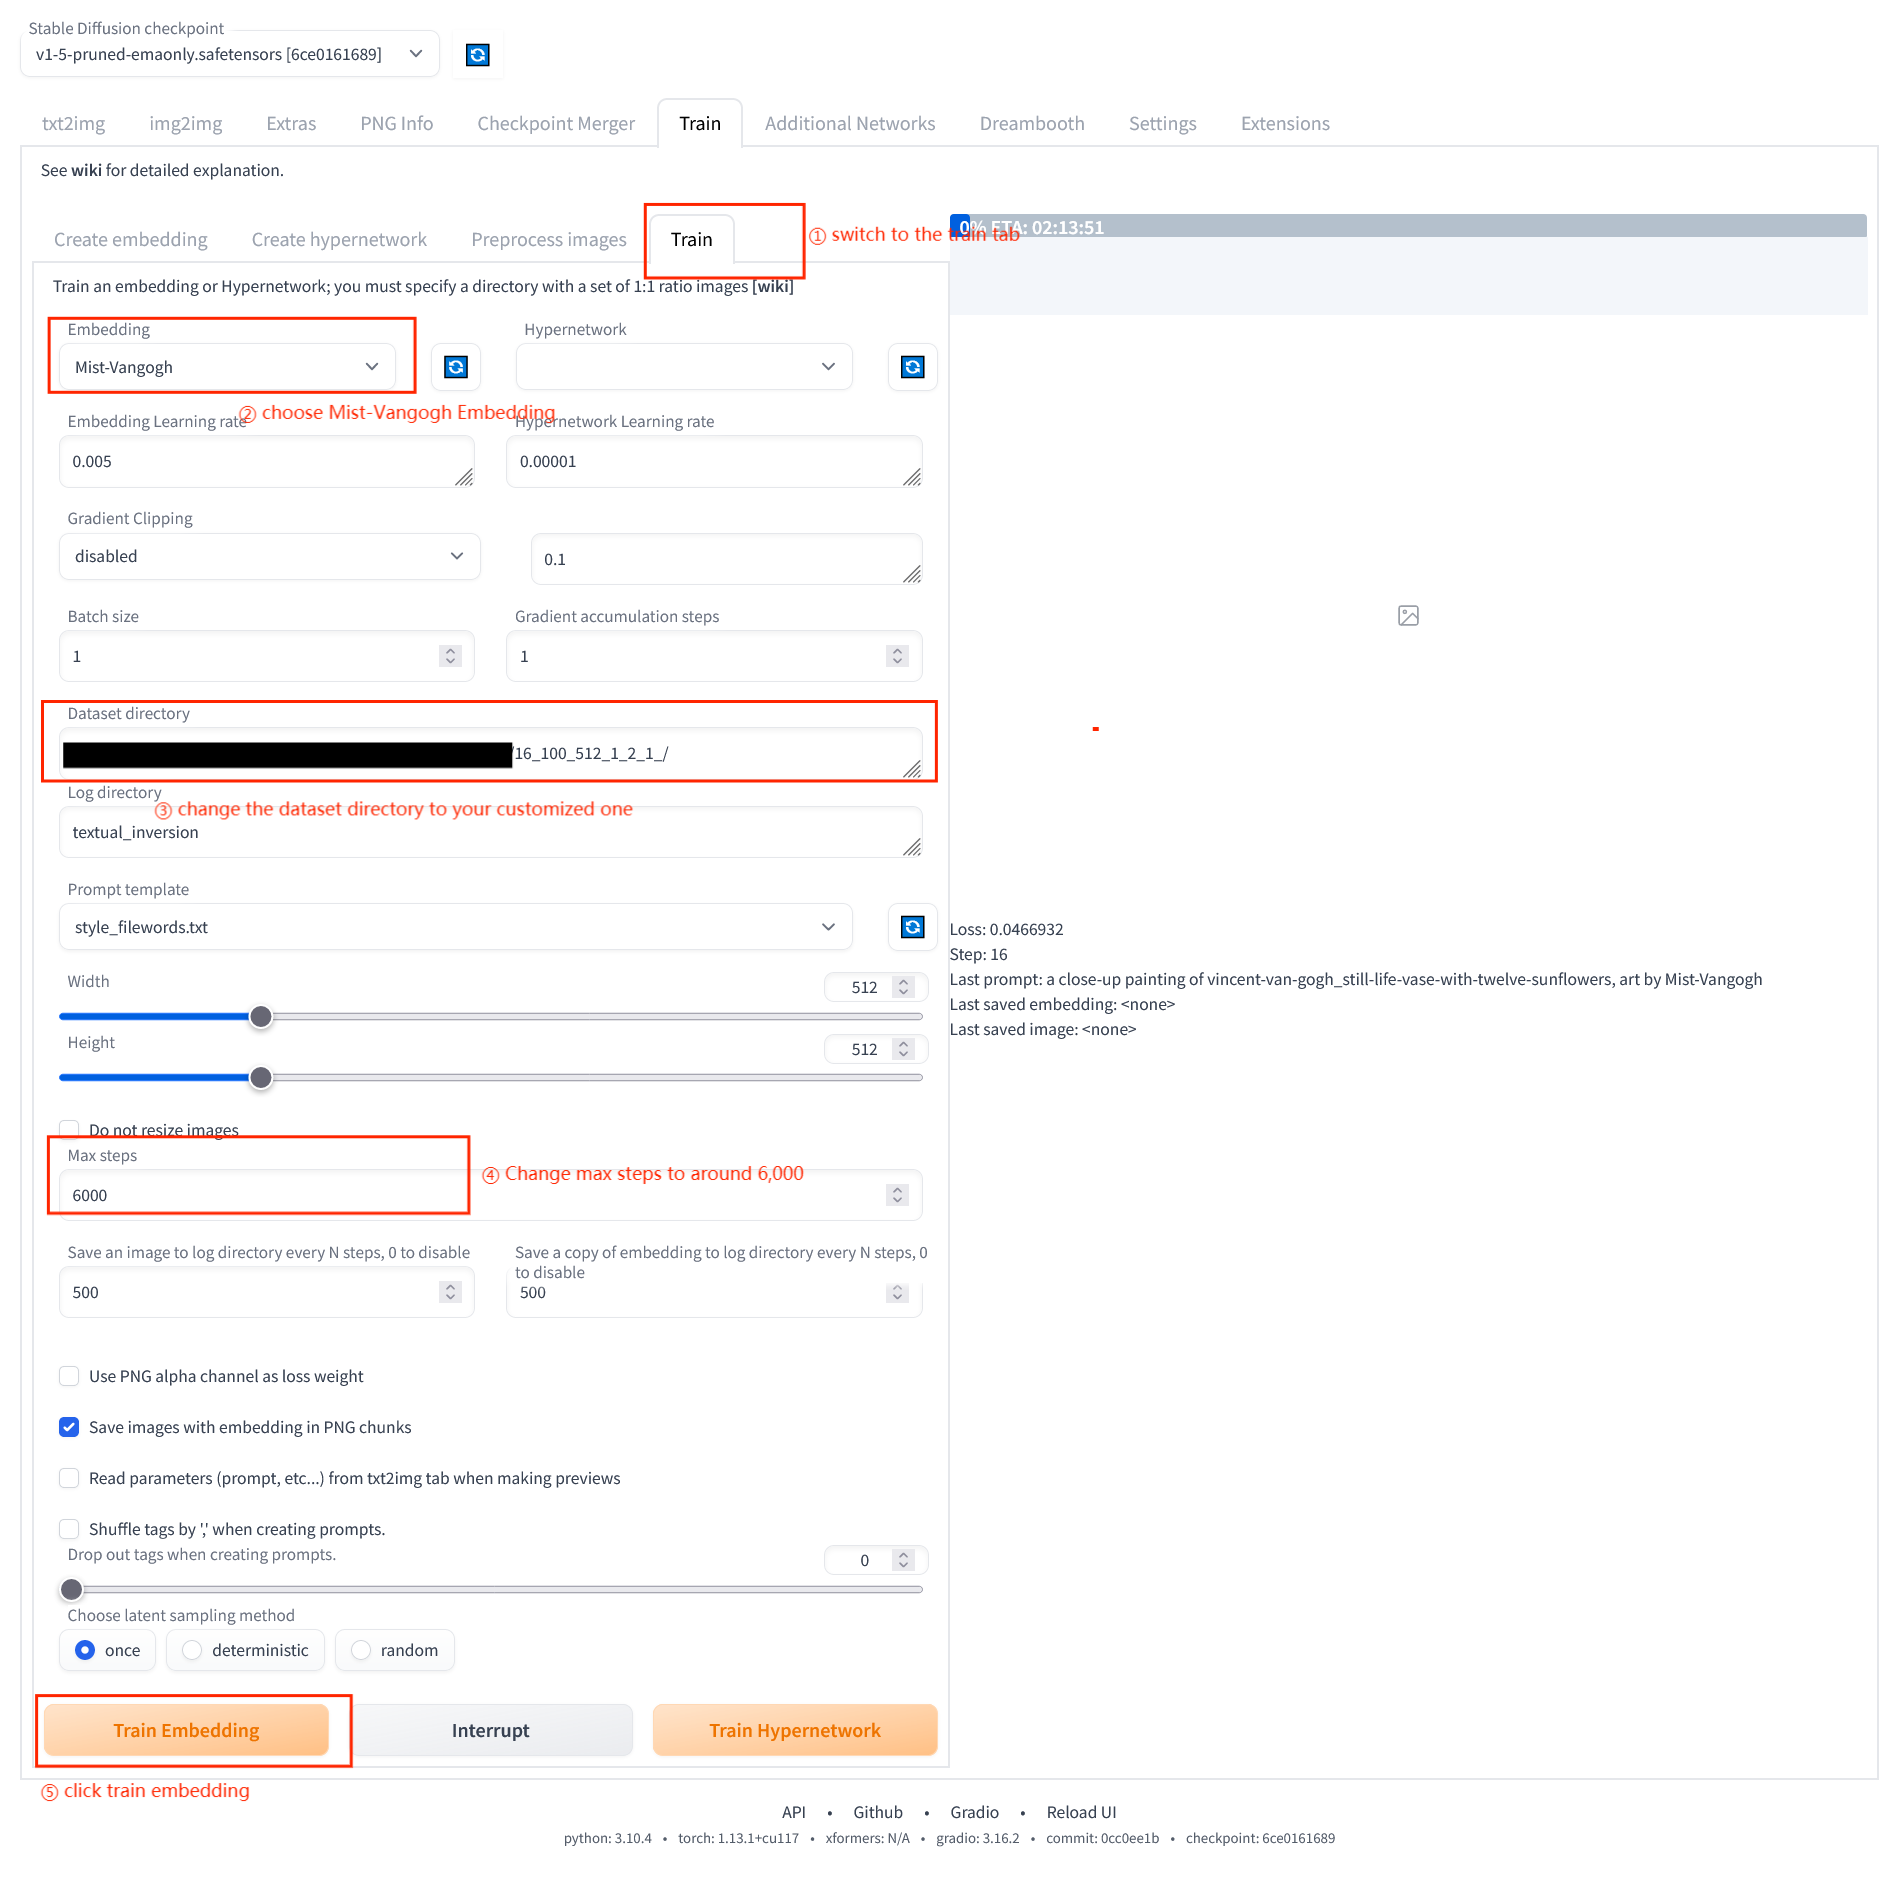 Stable Diffusion checkpoint
v1-5-pruned-emaonly.safetensors [6ce0161689]
txt2img
img2img
Extras
PNG Info
Checkpoint Merger
Train
Additional Networks
Dreambooth
Settings
Extensions
See wiki for detailed explanation.
Create embedding
Create hypernetwork
Preprocess images
Train
① switch to the train tab
0% ETA: 02:13:51
Train an embedding or Hypernetwork; you must specify a directory with a set of 1:1 ratio images [wiki]
Embedding
Hypernetwork
Mist-Vangogh
② choose Mist-Vangogh Embedding
Embedding Learning rate
Hypernetwork Learning rate
0.005
0.00001
Gradient Clipping
disabled
0.1
Batch size
Gradient accumulation steps
1
1
Dataset directory
/16_100_512_1_2_1_/
Log directory
③ change the dataset directory to your customized one
textual_inversion
Prompt template
style_filewords.txt
Loss: 0.0466932
Step: 16
Last prompt: a close-up painting of vincent-van-gogh_still-life-vase-with-twelve-sunflowers, art by Mist-Vangogh
Last saved embedding: <none>
Last saved image: <none>
Width
512
Height
512
Do not resize images
Max steps
④ Change max steps to around 6,000
6000
Save an image to log directory every N steps, 0 to disable
Save a copy of embedding to log directory every N steps, 0
to disable
500
500
Use PNG alpha channel as loss weight
Save images with embedding in PNG chunks
Read parameters (prompt, etc...) from txt2img tab when making previews
Shuffle tags by ',' when creating prompts.
Drop out tags when creating prompts.
0
Choose latent sampling method
once
deterministic
random
Train Embedding
Interrupt
Train Hypernetwork
⑤ click train embedding
API • Github • Gradio • Reload UI
python: 3.10.4 • torch: 1.13.1+cu117 • xformers: N/A • gradio: 3.16.2 • commit: 0cc0ee1b • checkpoint: 6ce0161689